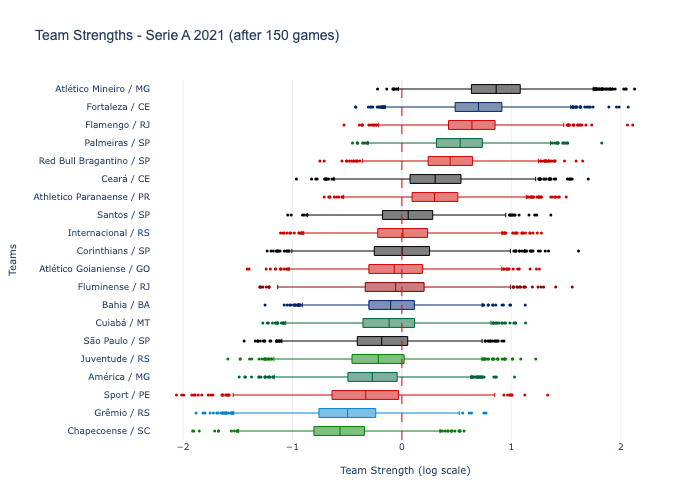 Team Strengths - Serie A 2021 (after 150 games)
Atlético Mineiro / MG
Fortaleza / CE
Flamengo / RJ
Palmeiras / SP
Red Bull Bragantino / SP
Ceará / CE
Athletico Paranaense / PR
Santos / SP
Internacional / RS
Corinthians / SP
Atlético Goianiense / GO
Fluminense / RJ
Bahia / BA
Cuiabá / MT
São Paulo / SP
Juventude / RS
América / MG
Sport / PE
Grêmio / RS
Chapecoense / SC
Teams
−2 −1 0 1 2
Team Strength (log scale)